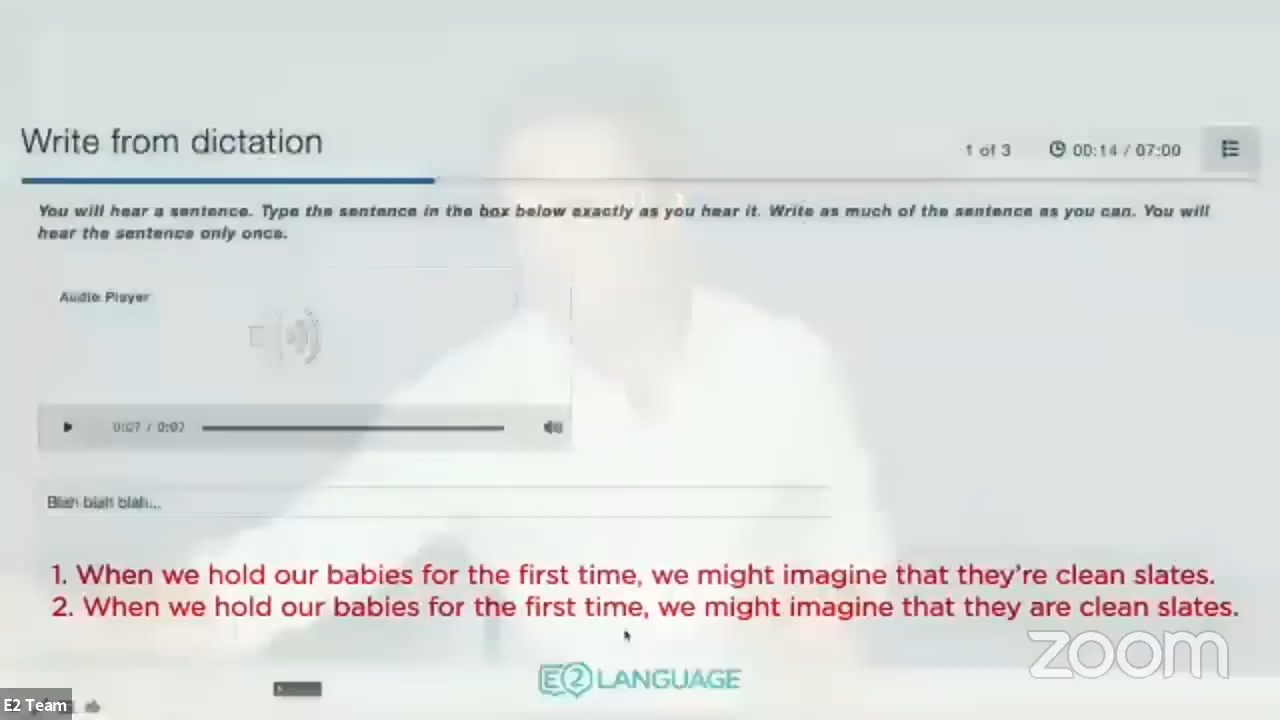 Write from dictation
1 of 3
00:14 / 07:00
You will hear a sentence. Type the sentence in the box below exactly as you hear it. Write as much of the sentence as you can. You will
hear the sentence only once.
Audio Player
0:07 / 0:07
Blah blah blah...
1. When we hold our babies for the first time, we might imagine that they're clean slates.
2. When we hold our babies for the first time, we might imagine that they are clean slates.
zoom
E2 LANGUAGE
E2 Team